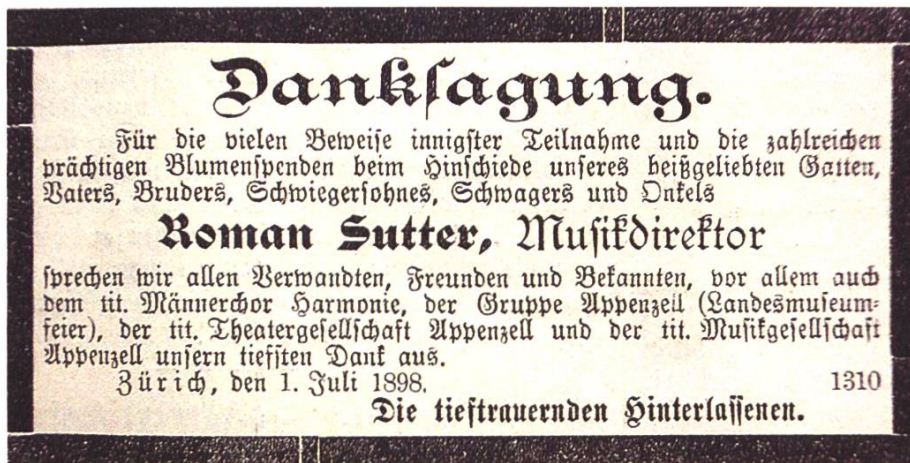 Danksagung.
Für die vielen Beweise innigster Teilnahme und die zahlreichen
prächtigen Blumenspenden beim Hinschiede unseres heißgeliebten Gatten,
Vaters, Bruders, Schwiegersohnes, Schwagers und Onkels
Roman Sutter, Musikdirektor
sprechen wir allen Verwandten, Freunden und Bekannten, vor allem auch
dem tit. Männerchor Harmonie, der Gruppe Appenzell (Landesmuseum-
feier), der tit. Theatergesellschaft Appenzell und der tit. Musikgesellschaft
Appenzell unsern tiefsten Dank aus.
Zürich, den 1. Juli 1898. 1310
Die tieftrauernden Hinterlassenen.